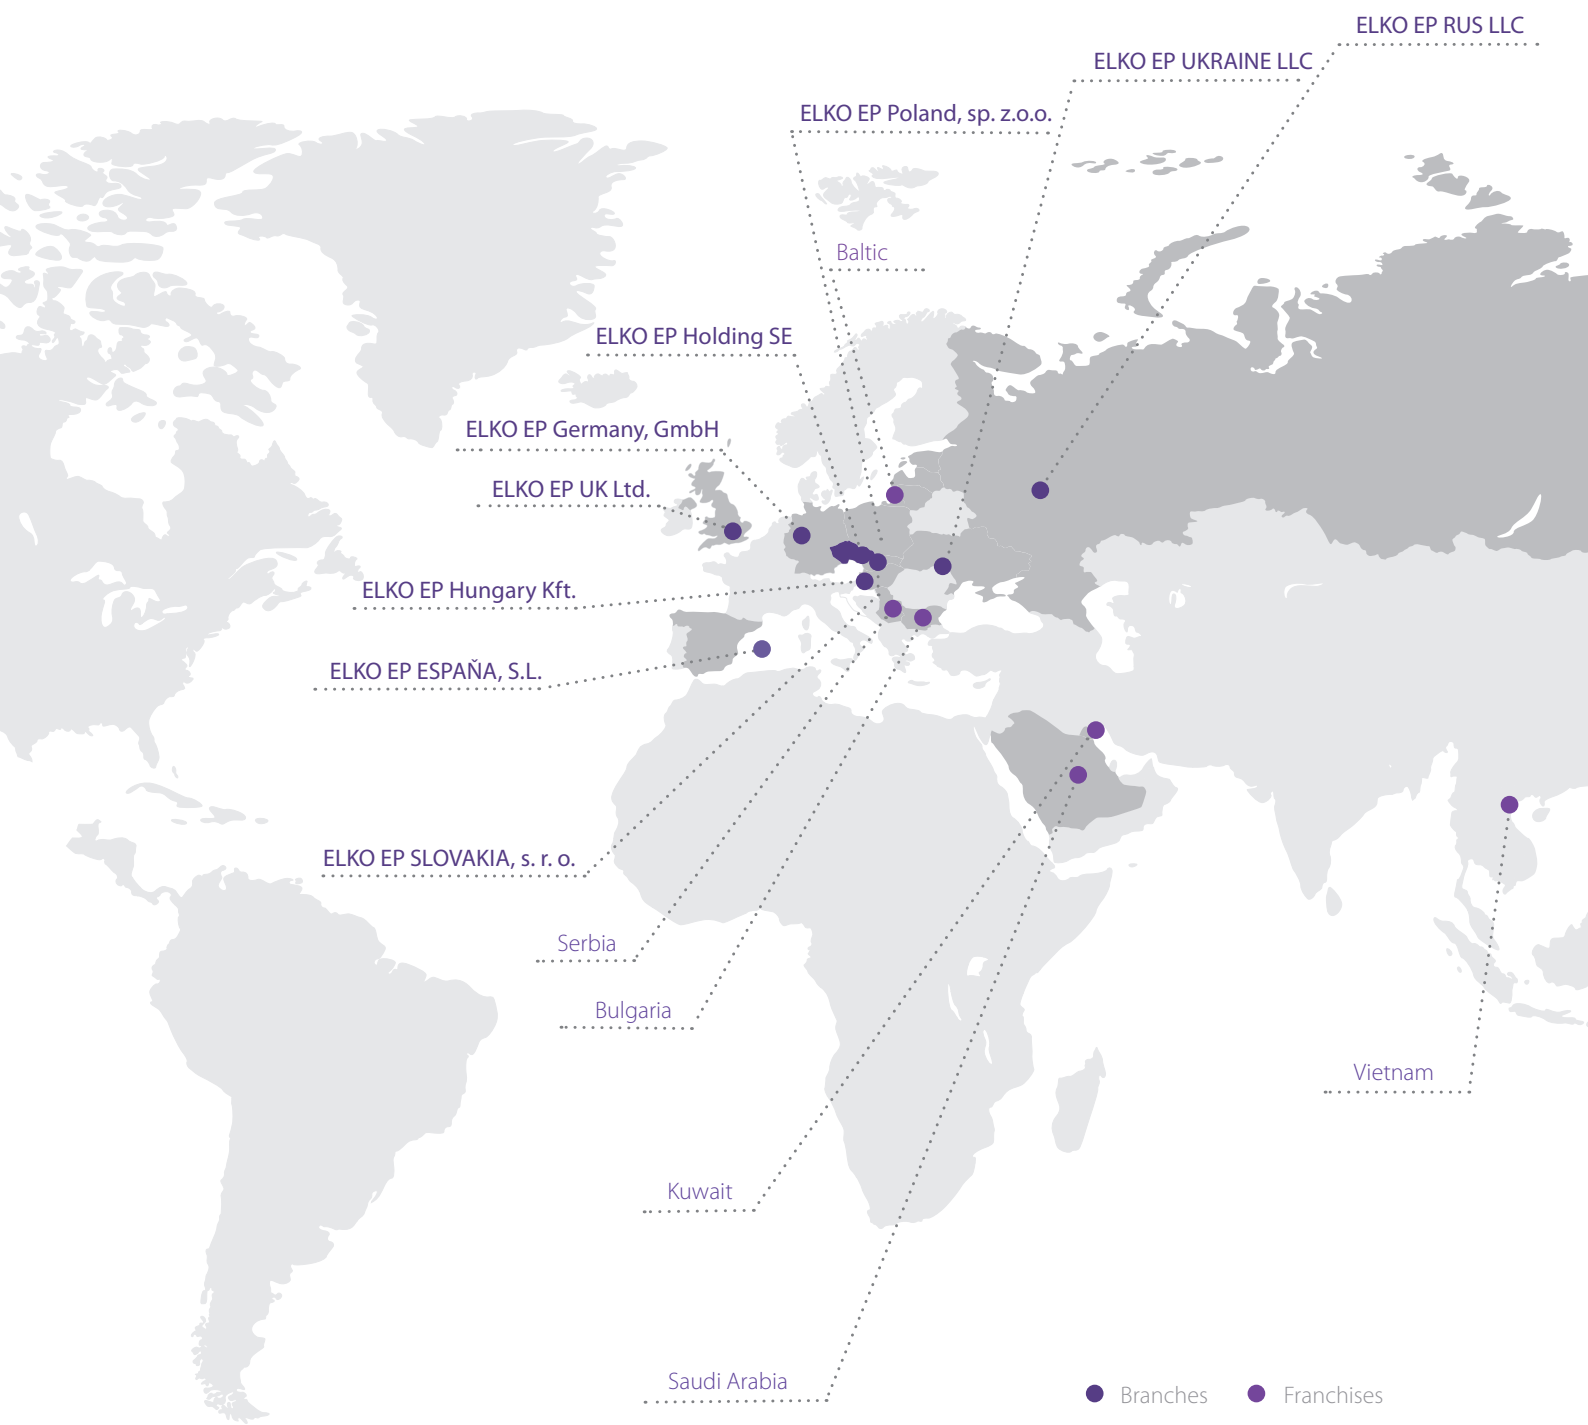 ELKO EP RUS LLC
ELKO EP UKRAINE LLC
ELKO EP Poland, sp. z.o.o.
Baltic
ELKO EP Holding SE
ELKO EP Germany, GmbH
ELKO EP UK Ltd.
ELKO EP Hungary Kft.
ELKO EP ESPAŇA, S.L.
ELKO EP SLOVAKIA, s. r. o.
Serbia
Bulgaria
Vietnam
Kuwait
Saudi Arabia
Branches
Franchises